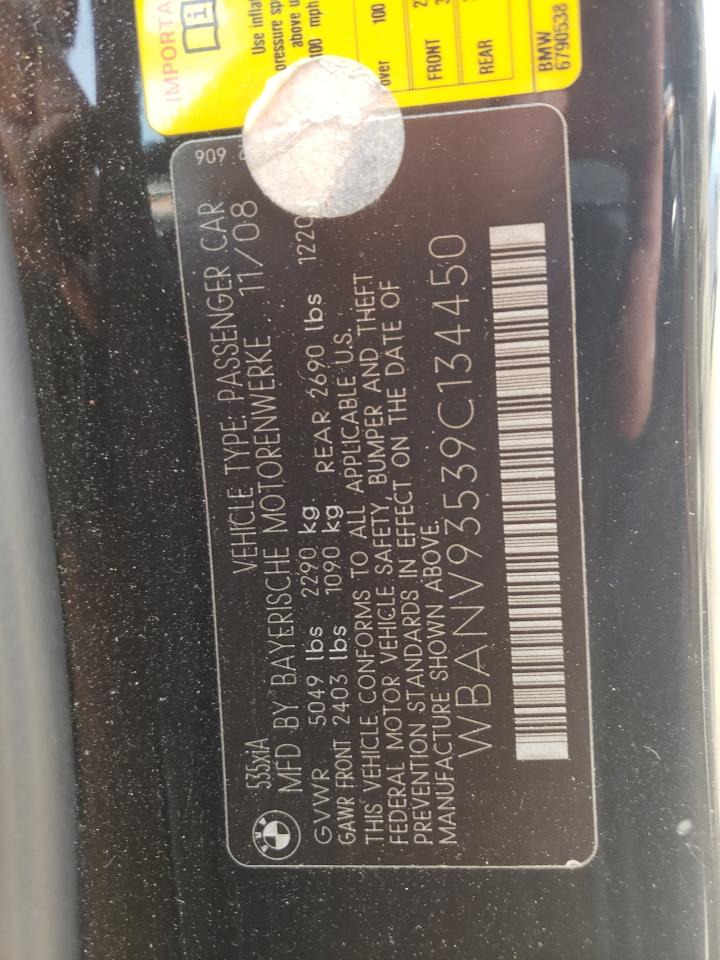 IMPORTA
i
Use infla
pressure sp
above u
100 mph
over 100
FRONT
REAR
BMW
6790538
909
535xiA VEHICLE TYPE: PASSENGER CAR
MFD BY BAYERISCHE MOTORENWERKE 11/08
GVWR 5049 lbs 2290 kg
GAWR FRONT 2403 lbs 1090 kg REAR 2690 lbs 1220
THIS VEHICLE CONFORMS TO ALL APPLICABLE U.S.
FEDERAL MOTOR VEHICLE SAFETY, BUMPER AND THEFT
PREVENTION STANDARDS IN EFFECT ON THE DATE OF
MANUFACTURE SHOWN ABOVE.
WBANV93539C134450